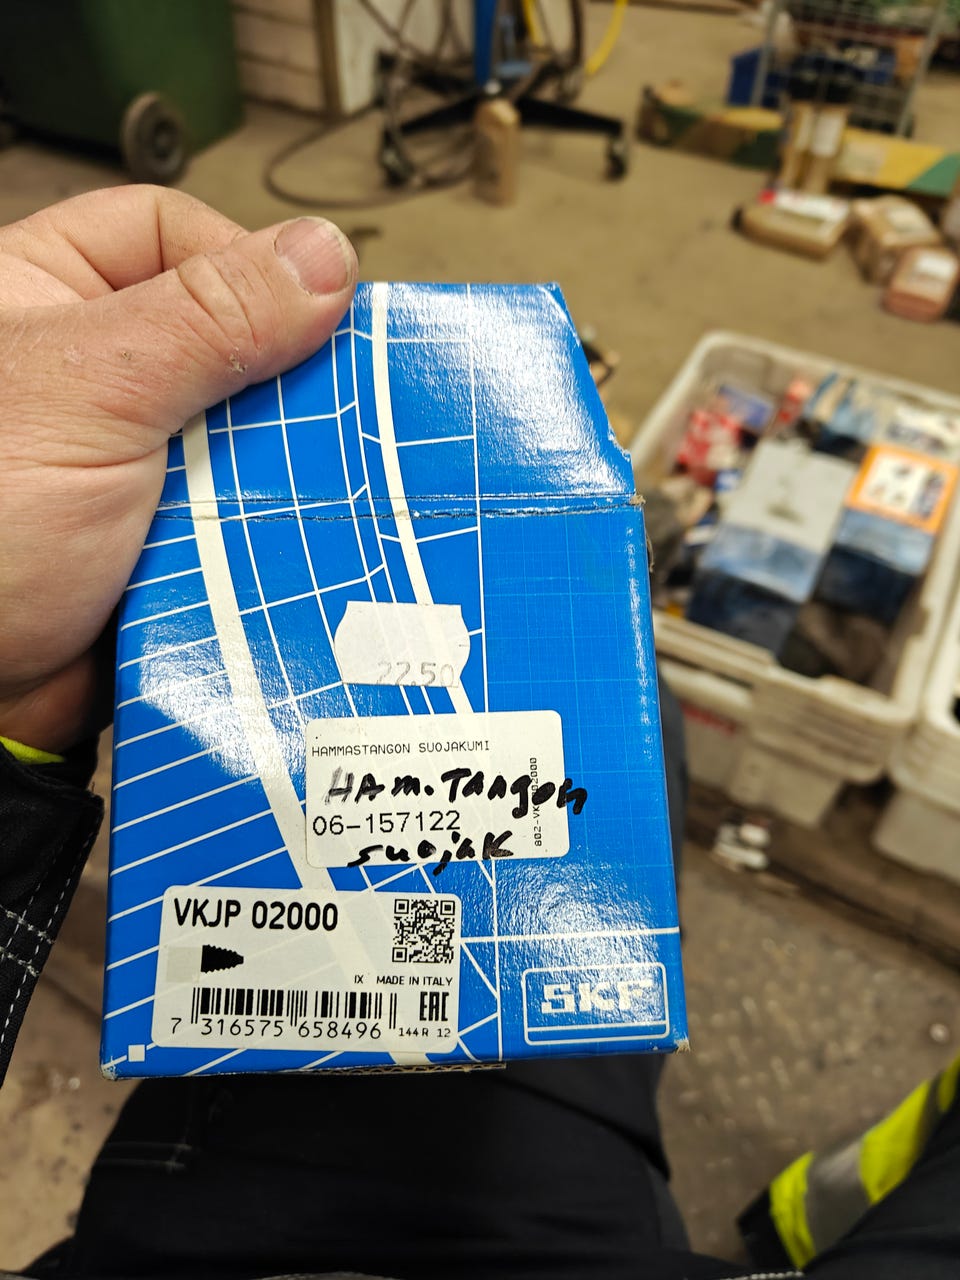 22.50
HAMMASTANGON SUOJAKUMI
HAm.TAngon
06-157122
suojaK
VKJP 02000
IX MADE IN ITALY
EAC
7 316575 658496
144R 12
SKF